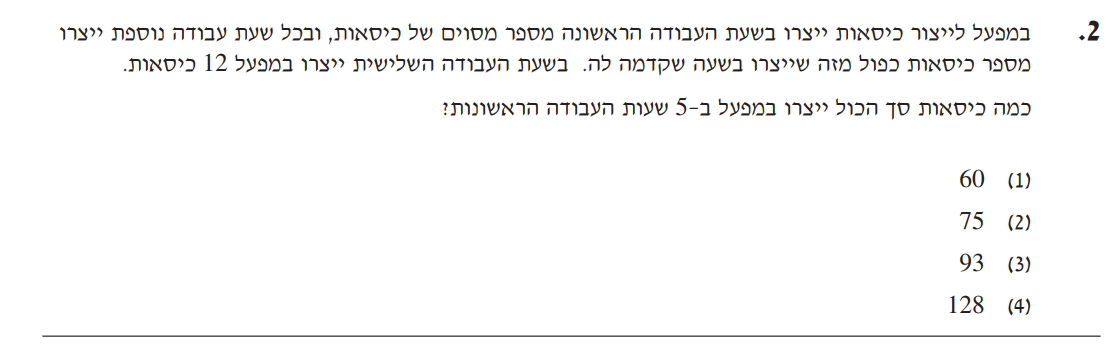 2. במפעל לייצור כיסאות ייצרו בשעת העבודה הראשונה מספר מסוים של כיסאות, ובכל שעת עבודה נוספת ייצרו
מספר כיסאות כפול מזה שייצרו בשעה שקדמה לה. בשעת העבודה השלישית ייצרו במפעל 12 כיסאות.
כמה כיסאות סך הכול ייצרו במפעל ב-5 שעות העבודה הראשונות?
(1) 60
(2) 75
(3) 93
(4) 128